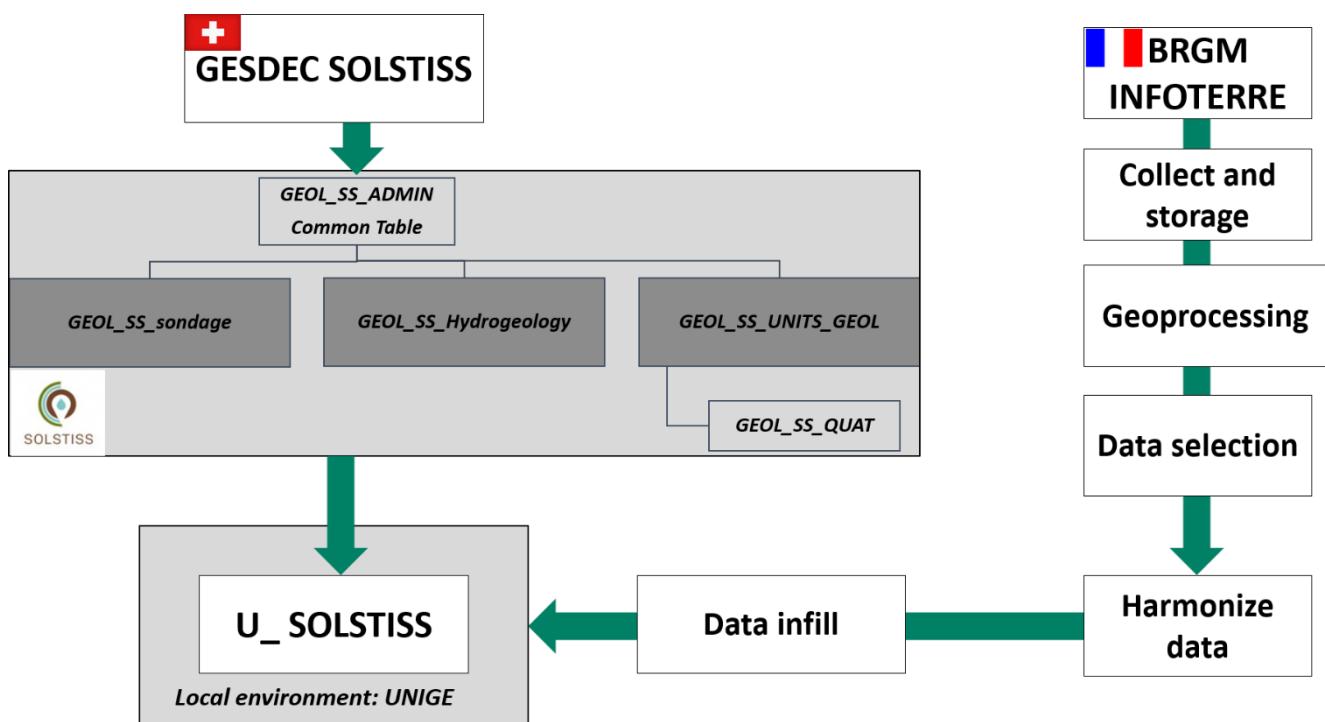 GESDEC SOLSTISS
GEOL_SS_ADMIN
Common Table
GEOL_SS_sondage
GEOL_SS_Hydrogeology
GEOL_SS_UNITS_GEOL
GEOL_SS_QUAT
SOLSTISS
U_ SOLSTISS
Local environment: UNIGE
BRGM
INFOTERRE
Collect and
storage
Geoprocessing
Data selection
Harmonize
data
Data infill